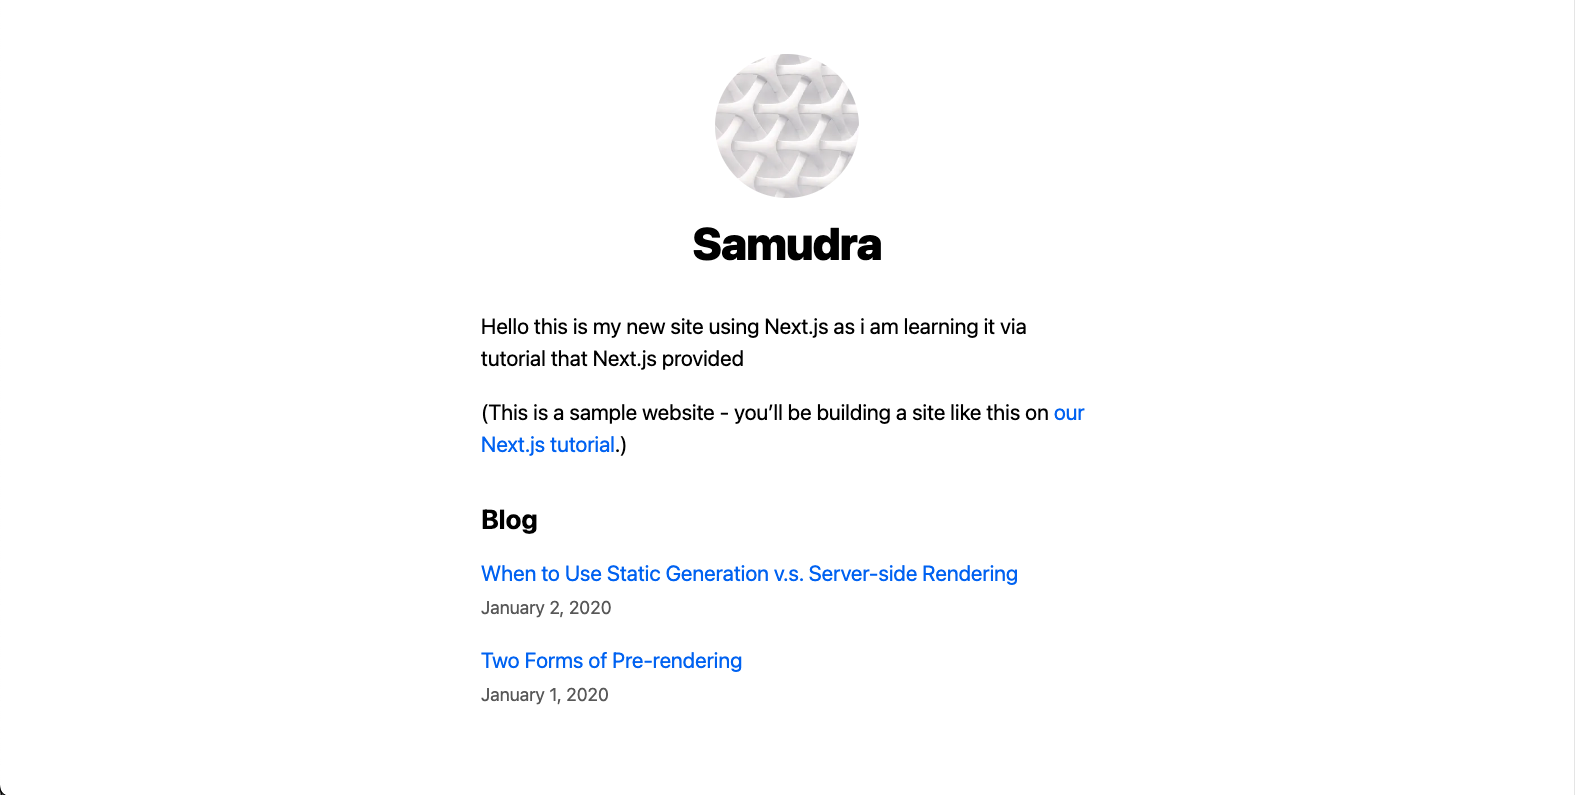 Samudra
Hello this is my new site using Next.js as i am learning it via
tutorial that Next.js provided
(This is a sample website - you’ll be building a site like this on our
Next.js tutorial.)
Blog
When to Use Static Generation v.s. Server-side Rendering
January 2, 2020
Two Forms of Pre-rendering
January 1, 2020